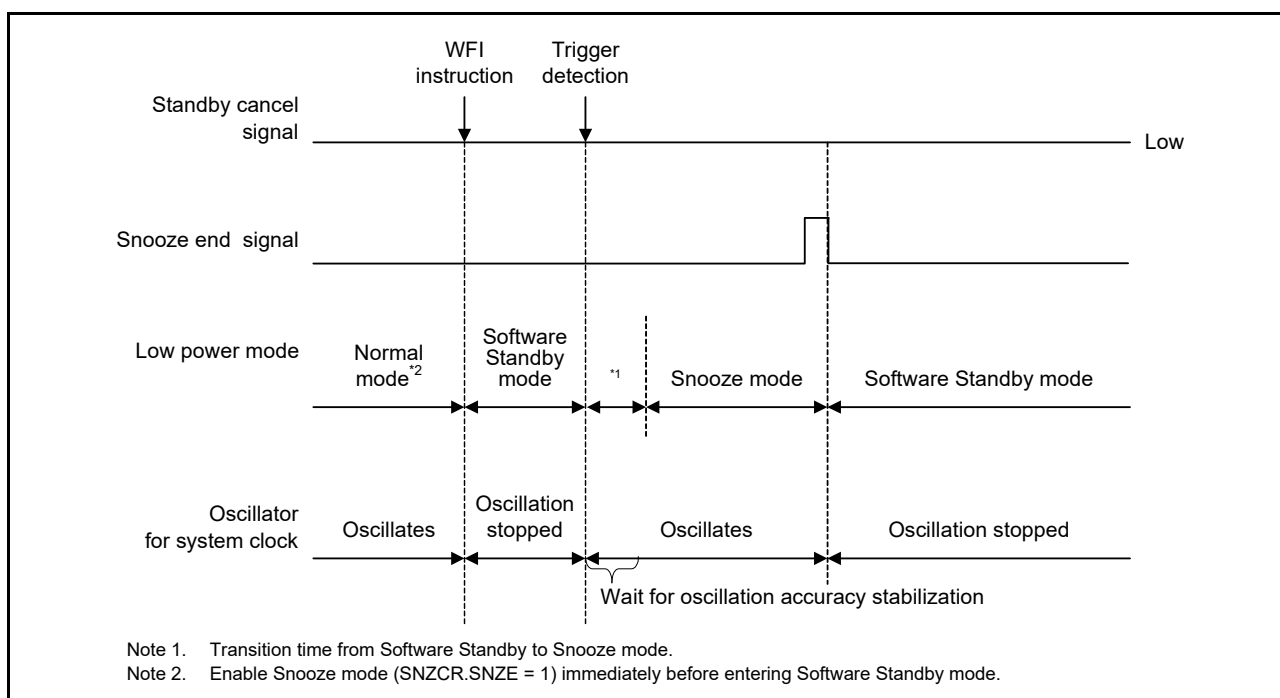 WFI
instruction
Trigger
detection
Standby cancel
signal
Low
Snooze end signal
Low power mode
Normal
mode*2
Software
Standby
mode
*1
Snooze mode
Software Standby mode
Oscillator
for system clock
Oscillates
Oscillation
stopped
Oscillates
Oscillation stopped
Wait for oscillation accuracy stabilization
Note 1. Transition time from Software Standby to Snooze mode.
Note 2. Enable Snooze mode (SNZCR.SNZE = 1) immediately before entering Software Standby mode.